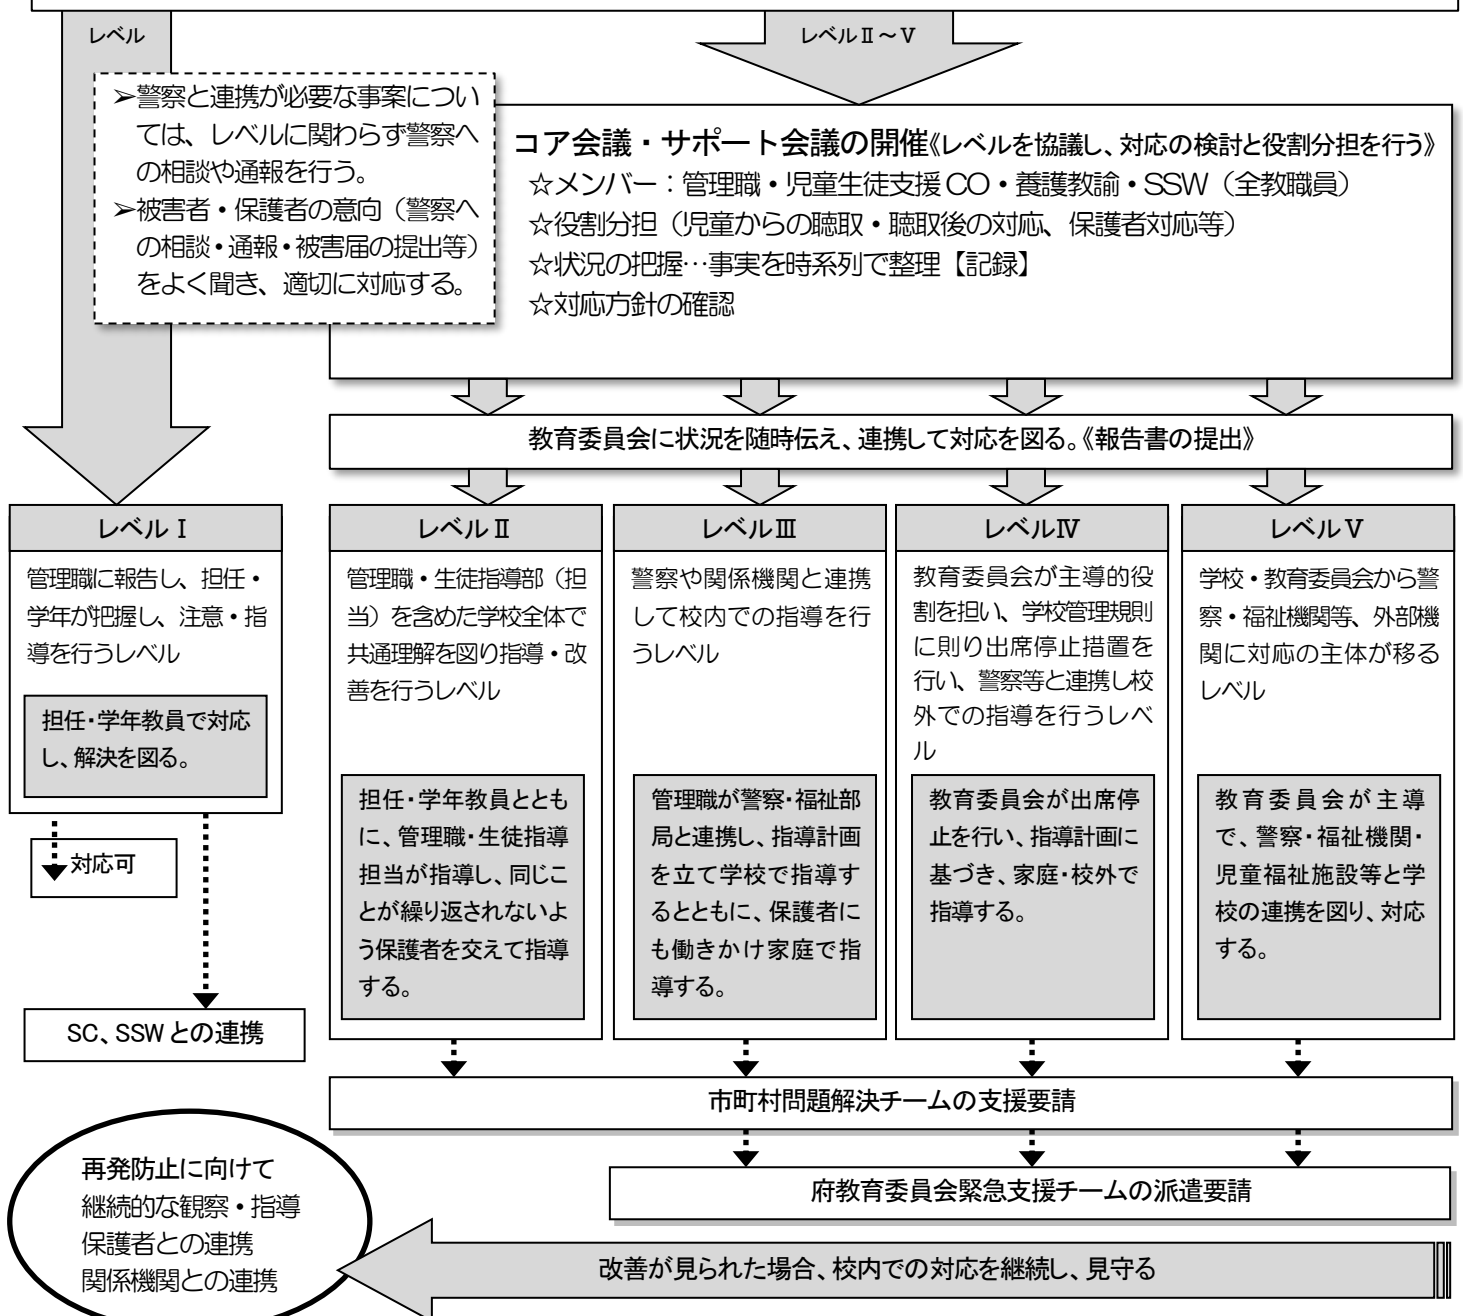 レベル
レベルⅡ～Ⅴ
➢警察と連携が必要な事案につい
ては、レベルに関わらず警察へ
の相談や通報を行う。
➢被害者・保護者の意向（警察へ
の相談・通報・被害届の提出等）
をよく聞き、適切に対応する。
コア会議・サポート会議の開催《レベルを協議し、対応の検討と役割分担を行う》
☆メンバー：管理職・児童生徒支援CO・養護教諭・SSW（全教職員）
☆役割分担（児童からの聴取・聴取後の対応、保護者対応等）
☆状況の把握…事実を時系列で整理【記録】
☆対応方針の確認
教育委員会に状況を随時伝え、連携して対応を図る。《報告書の提出》
レベルⅠ
管理職に報告し、担任・
学年が把握し、注意・指
導を行うレベル
担任・学年教員で対応
し、解決を図る。
対応可
SC、SSWとの連携
レベルⅡ
管理職・生徒指導部（担
当）を含めた学校全体で
共通理解を図り指導・改
善を行うレベル
担任・学年教員ととも
に、管理職・生徒指導
担当が指導し、同じこ
とが繰り返されないよ
う保護者を交えて指導
する。
レベルⅢ
警察や関係機関と連携
して校内での指導を行
うレベル
管理職が警察・福祉部
局と連携し、指導計画
を立て学校で指導す
るとともに、保護者に
も働きかけ家庭で指
導する。
レベルⅣ
教育委員会が主導的役
割を担い、学校管理規則
に則り出席停止措置を
行い、警察等と連携し校
外での指導を行うレベ
ル
教育委員会が出席停
止を行い、指導計画に
基づき、家庭・校外で
指導する。
レベルⅤ
学校・教育委員会から警
察・福祉機関等、外部機
関に対応の主体が移る
レベル
教育委員会が主導
で、警察・福祉機関・
児童福祉施設等と学
校の連携を図り、対応
する。
市町村問題解決チームの支援要請
府教育委員会緊急支援チームの派遣要請
改善が見られた場合、校内での対応を継続し、見守る
再発防止に向けて
継続的な観察・指導
保護者との連携
関係機関との連携